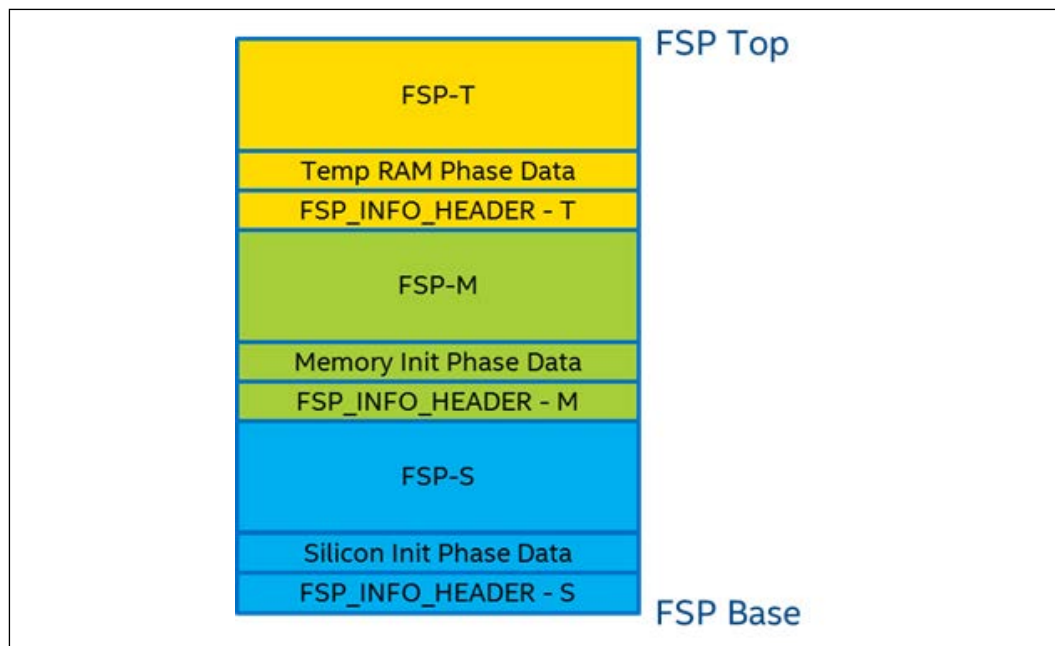 FSP Top
FSP-T
Temp RAM Phase Data
FSP_INFO_HEADER - T
FSP-M
Memory Init Phase Data
FSP_INFO_HEADER - M
FSP-S
Silicon Init Phase Data
FSP_INFO_HEADER - S
FSP Base